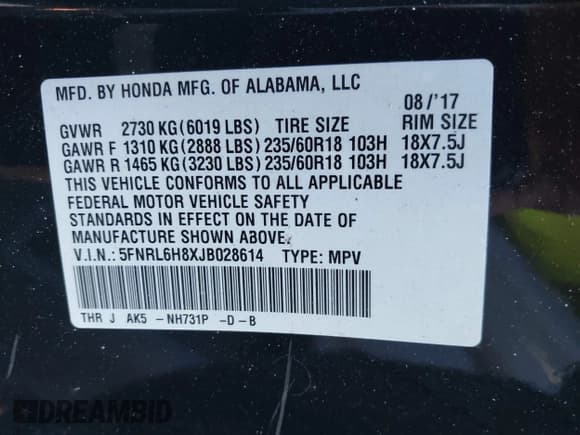 MFD. BY HONDA MFG. OF ALABAMA, LLC
08 /'17
GVWR 2730 KG(6019 LBS) TIRE SIZE RIM SIZE
GAWR F 1310 KG(2888 LBS)235/60R18 103H 18X7.5J
GAWR R 1465 KG(3230 LBS)235/60R18 103H 18X7.5J
THIS VEHICLE CONFORMS TO ALL APPLICABLE
FEDERAL MOTOR VEHICLE SAFETY
STANDARDS IN EFFECT ON THE DATE OF
MANUFACTURE SHOWN ABOVE.
V.I.N.: 5FNRL6H8XJB028614 TYPE: MPV
THR J AK5 -NH731P -D-B
DREAMBID